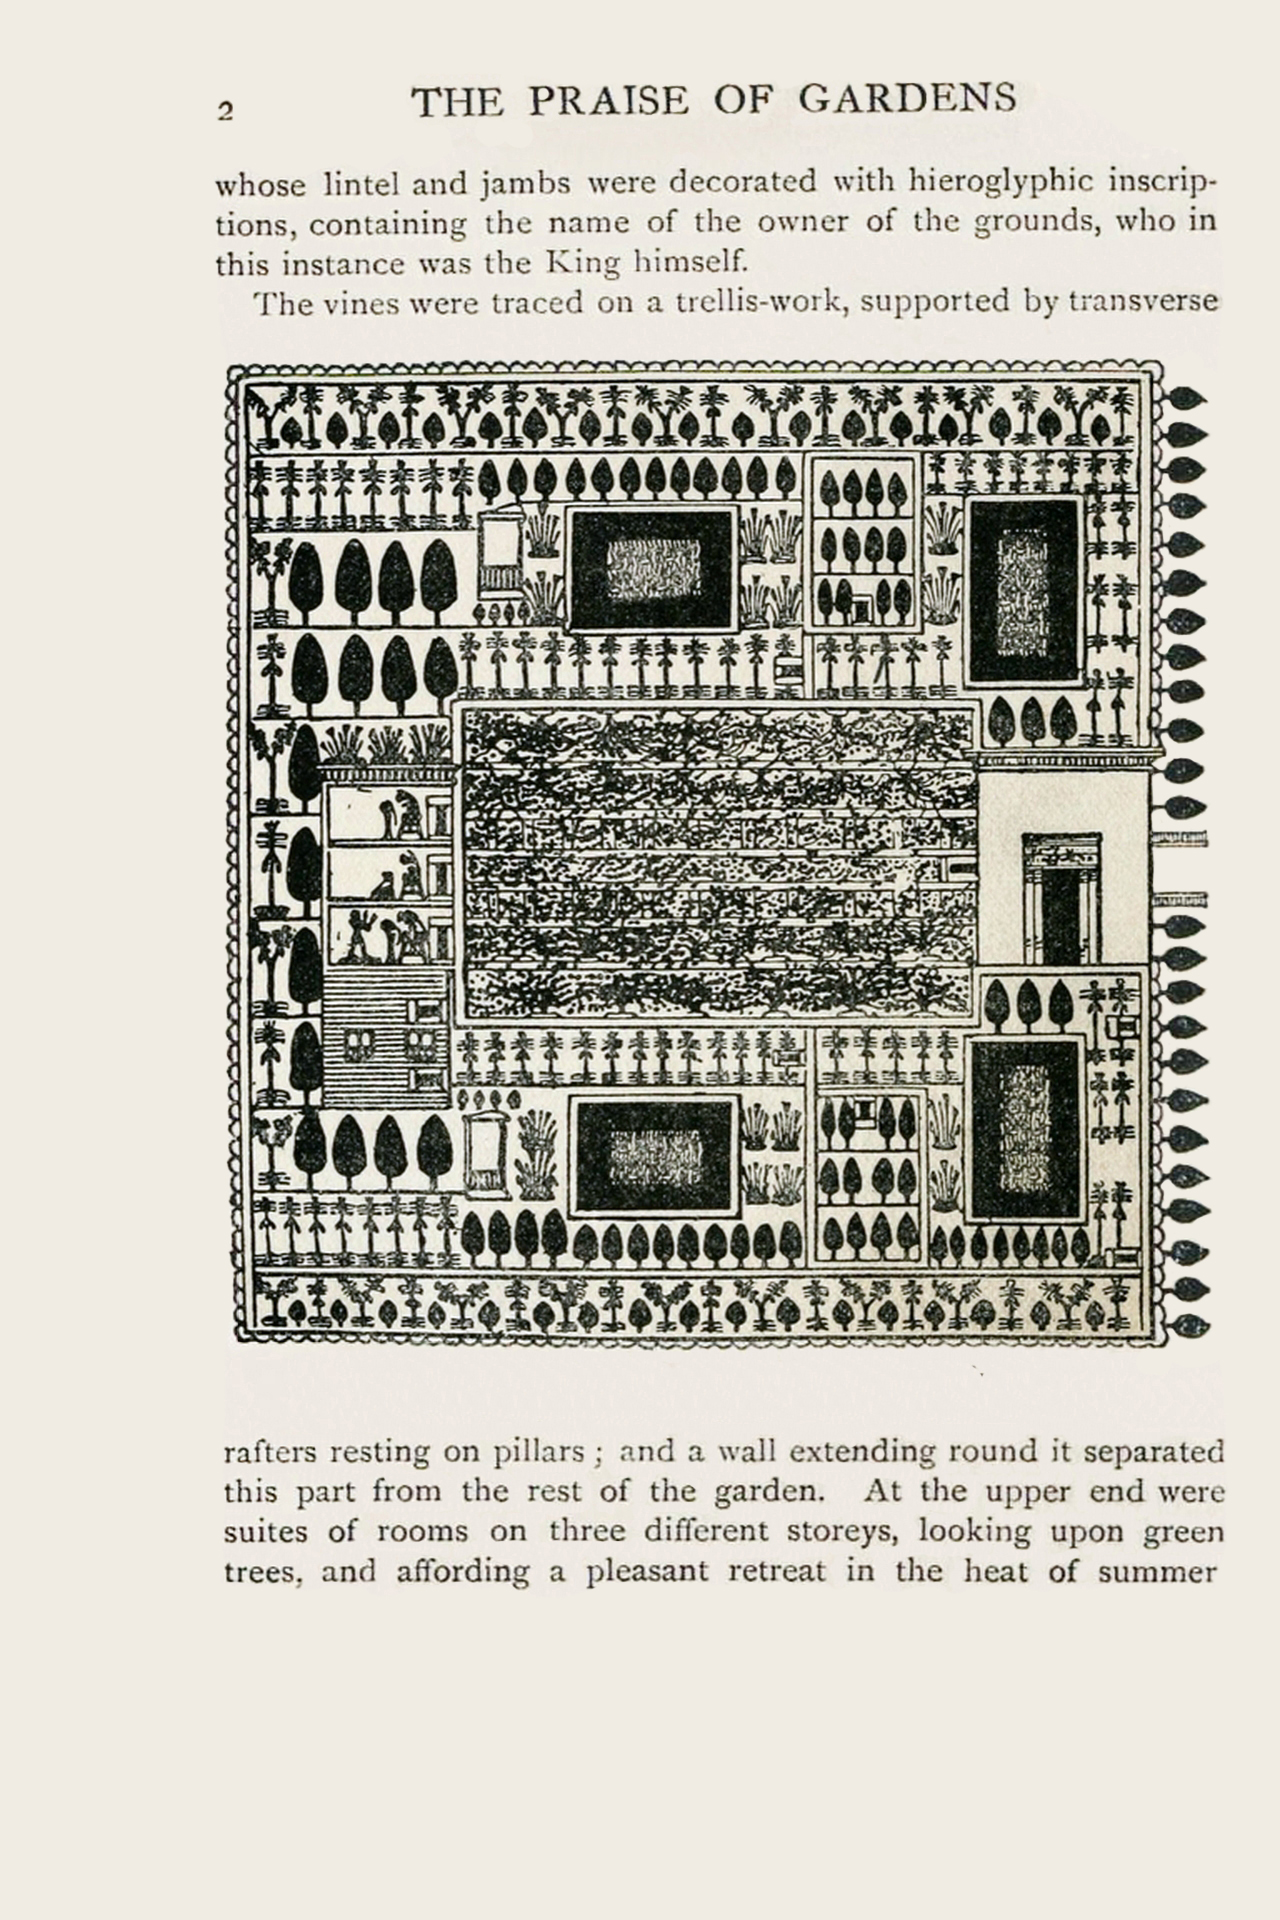 2
THE PRAISE OF GARDENS
whose lintel and jambs were decorated with hieroglyphic inscrip-
tions, containing the name of the owner of the grounds, who in
this instance was the King himself.
The vines were traced on a trellis-work, supported by transverse
rafters resting on pillars ; and a wall extending round it separated
this part from the rest of the garden. At the upper end were
suites of rooms on three different storeys, looking upon green
trees, and affording a pleasant retreat in the heat of summer